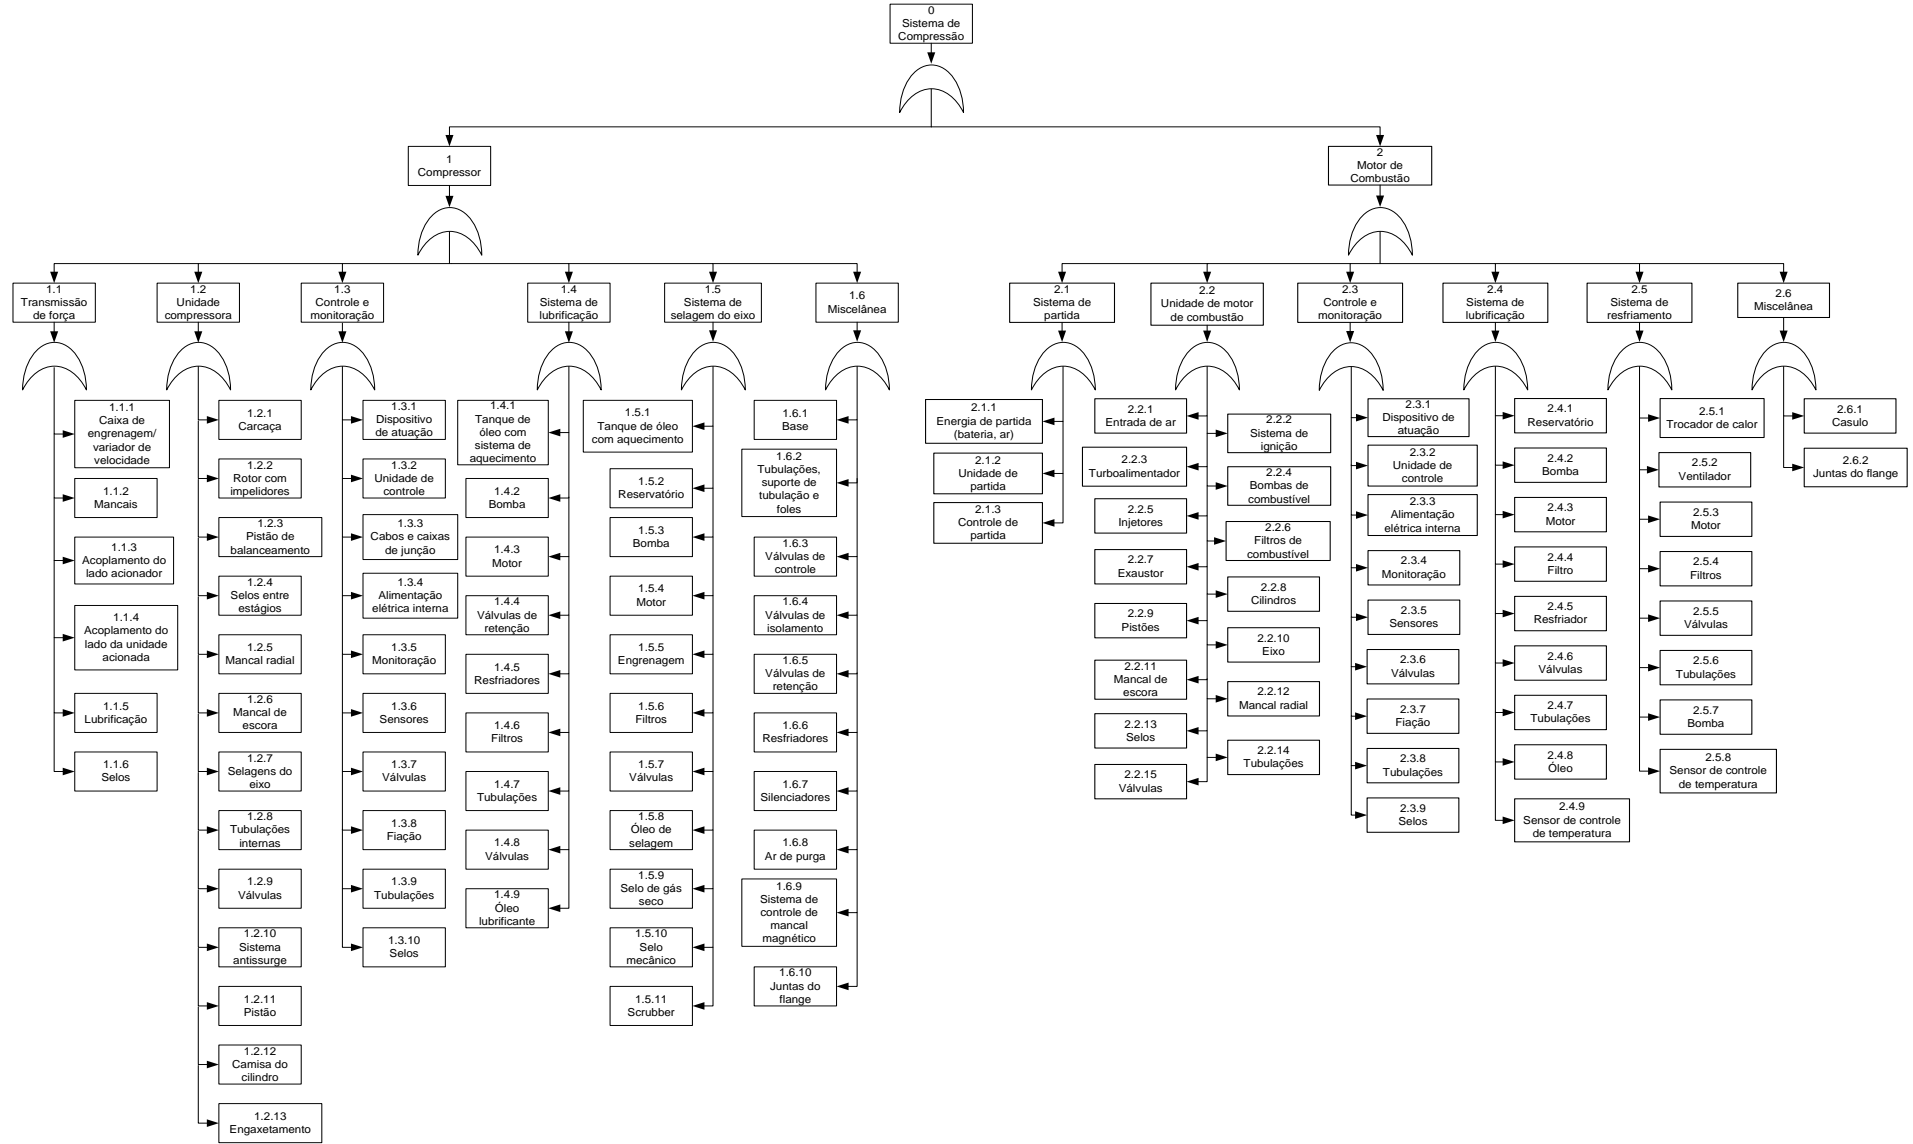 0
Sistema de
Compressão
1
Compressor
2
Motor de
Combustão
1.1
Transmissão
de força
1.2
Unidade
compressora
1.3
Controle e
monitoração
1.4
Sistema de
lubrificação
1.5
Sistema de
selagem do eixo
1.6
Miscelânea
2.1
Sistema de
partida
2.2
Unidade de motor
de combustão
2.3
Controle e
monitoração
2.4
Sistema de
lubrificação
2.5
Sistema de
resfriamento
2.6
Miscelânea
1.1.1
Caixa de
engrenagem/
variador de
velocidade
1.1.2
Mancais
1.1.3
Acoplamento do
lado acionador
1.1.4
Acoplamento do
lado da unidade
acionada
1.1.5
Lubrificação
1.1.6
Selos
1.2.1
Carcaça
1.2.2
Rotor com
impelidores
1.2.3
Pistão de
balanceamento
1.2.4
Selos entre
estágios
1.2.5
Mancal radial
1.2.6
Mancal de
escora
1.2.7
Selagens do
eixo
1.2.8
Tubulações
internas
1.2.9
Válvulas
1.2.10
Sistema
antissurge
1.2.11
Pistão
1.2.12
Camisa do
cilindro
1.2.13
Engaxetamento
1.3.1
Dispositivo
de atuação
1.3.2
Unidade de
controle
1.3.3
Cabos e caixas
de junção
1.3.4
Alimentação
elétrica interna
1.3.5
Monitoração
1.3.6
Sensores
1.3.7
Válvulas
1.3.8
Fiação
1.3.9
Tubulações
1.3.10
Selos
1.4.1
Tanque de
óleo com
sistema de
aquecimento
1.4.2
Bomba
1.4.3
Motor
1.4.4
Válvulas de
retenção
1.4.5
Resfriadores
1.4.6
Filtros
1.4.7
Tubulações
1.4.8
Válvulas
1.4.9
Óleo
lubrificante
1.5.1
Tanque de óleo
com aquecimento
1.5.2
Reservatório
1.5.3
Bomba
1.5.4
Motor
1.5.5
Engrenagem
1.5.6
Filtros
1.5.7
Válvulas
1.5.8
Óleo de
selagem
1.5.9
Selo de gás
seco
1.5.10
Selo
mecânico
1.5.11
Scrubber
1.6.1
Base
1.6.2
Tubulações,
suporte de
tubulação e
foles
1.6.3
Válvulas de
controle
1.6.4
Válvulas de
isolamento
1.6.5
Válvulas de
retenção
1.6.6
Resfriadores
1.6.7
Silenciadores
1.6.8
Ar de purga
1.6.9
Sistema de
controle de
mancal
magnético
1.6.10
Juntas do
flange
2.1.1
Energia de partida
(bateria, ar)
2.1.2
Unidade de
partida
2.1.3
Controle de
partida
2.2.1
Entrada de ar
2.2.2
Sistema de
ignição
2.2.3
Turboalimentador
2.2.4
Bombas de
combustível
2.2.5
Injetores
2.2.6
Filtros de
combustível
2.2.7
Exaustor
2.2.8
Cilindros
2.2.9
Pistões
2.2.10
Eixo
2.2.11
Mancal de
escora
2.2.12
Mancal radial
2.2.13
Selos
2.2.14
Tubulações
2.2.15
Válvulas
2.3.1
Dispositivo de
atuação
2.3.2
Unidade de
controle
2.3.3
Alimentação
elétrica interna
2.3.4
Monitoração
2.3.5
Sensores
2.3.6
Válvulas
2.3.7
Fiação
2.3.8
Tubulações
2.3.9
Selos
2.4.1
Reservatório
2.4.2
Bomba
2.4.3
Motor
2.4.4
Filtro
2.4.5
Resfriador
2.4.6
Válvulas
2.4.7
Tubulações
2.4.8
Óleo
2.4.9
Sensor de controle
de temperatura
2.5.1
Trocador de calor
2.5.2
Ventilador
2.5.3
Motor
2.5.4
Filtros
2.5.5
Válvulas
2.5.6
Tubulações
2.5.7
Bomba
2.5.8
Sensor de controle
de temperatura
2.6.1
Casulo
2.6.2
Juntas do flange